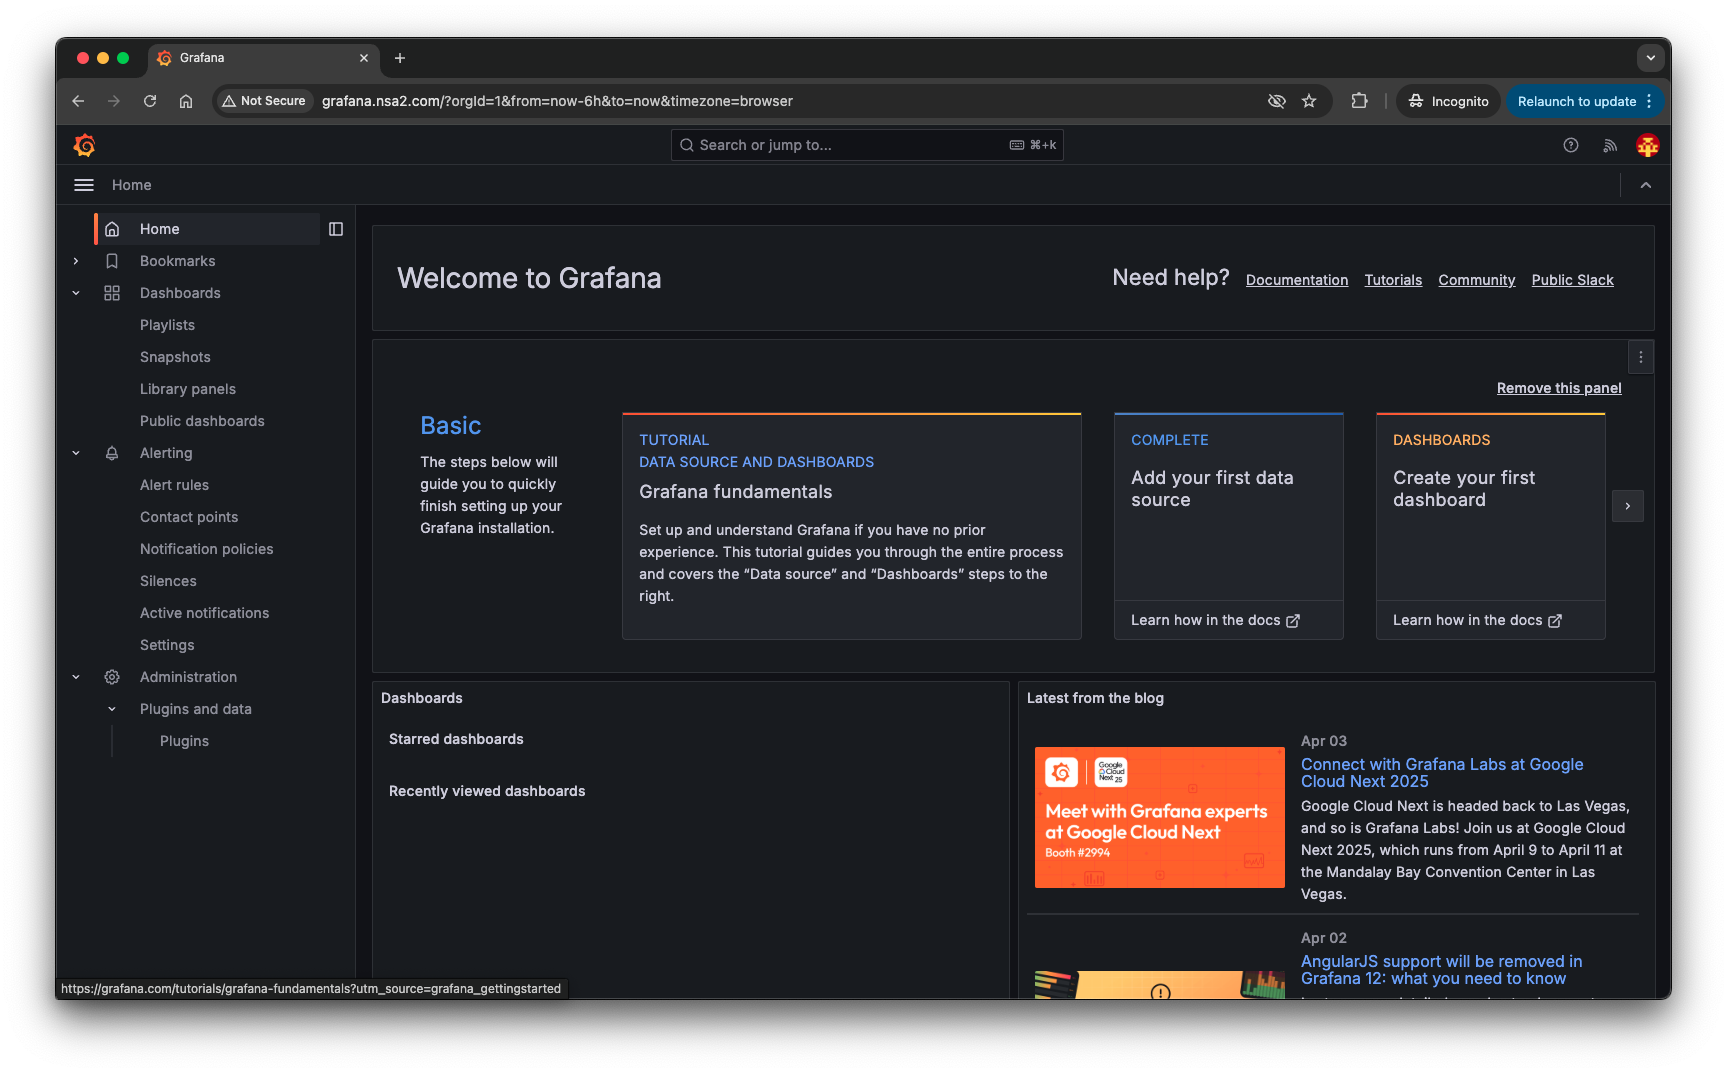 Grafana
Not Secure
grafana.nsa2.com/?orgId=1&from=now-6h&to=now&timezone=browser
Incognito
Relaunch to update
Search or jump to...
⌘+k
Home
Home
Bookmarks
Dashboards
Playlists
Snapshots
Library panels
Public dashboards
Alerting
Alert rules
Contact points
Notification policies
Silences
Active notifications
Settings
Administration
Plugins and data
Plugins
Welcome to Grafana
Need help?
Documentation
Tutorials
Community
Public Slack
Remove this panel
Basic
The steps below will
guide you to quickly
finish setting up your
Grafana installation.
TUTORIAL
DATA SOURCE AND DASHBOARDS
Grafana fundamentals
Set up and understand Grafana if you have no prior
experience. This tutorial guides you through the entire process
and covers the “Data source” and “Dashboards” steps to the
right.
COMPLETE
Add your first data
source
Learn how in the docs
DASHBOARDS
Create your first
dashboard
Learn how in the docs
Dashboards
Starred dashboards
Recently viewed dashboards
Latest from the blog
Google
Cloud
Next 25
Meet with Grafana experts
at Google Cloud Next
Booth #2994
Apr 03
Connect with Grafana Labs at Google
Cloud Next 2025
Google Cloud Next is headed back to Las Vegas,
and so is Grafana Labs! Join us at Google Cloud
Next 2025, which runs from April 9 to April 11 at
the Mandalay Bay Convention Center in Las
Vegas.
Apr 02
AngularJS support will be removed in
Grafana 12: what you need to know
https://grafana.com/tutorials/grafana-fundamentals?utm_source=grafana_gettingstarted